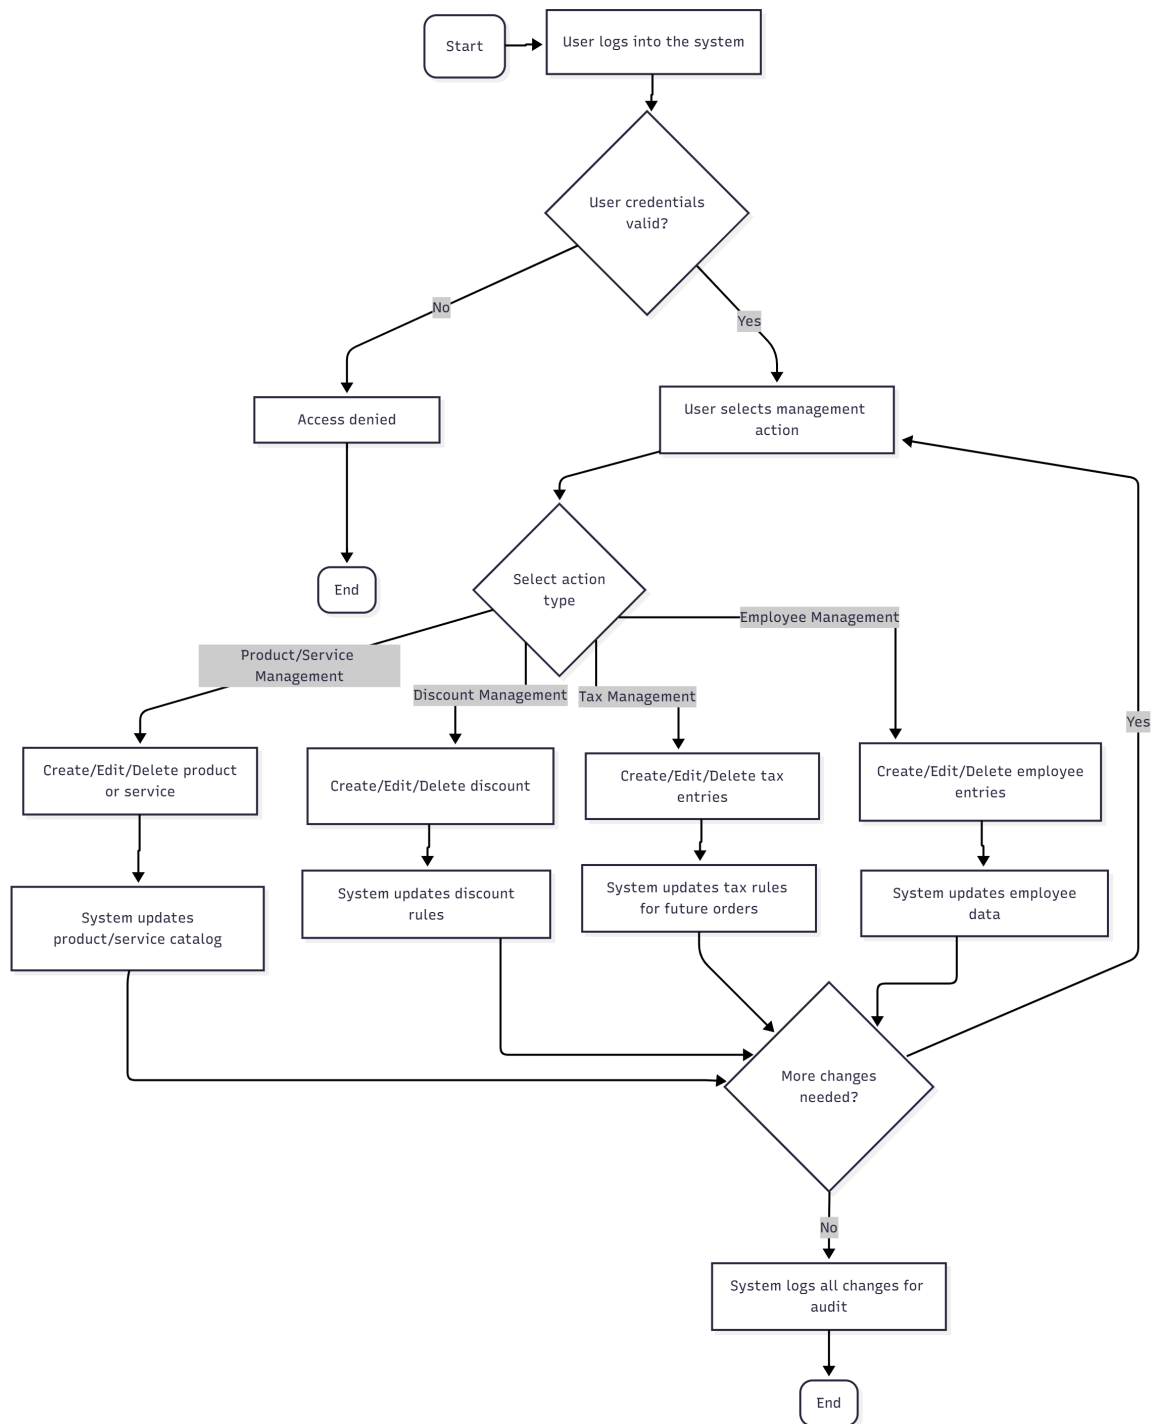 Start
User logs into the system
User credentials
valid?
No
Yes
Access denied
User selects management
action
End
Select action
type
Employee Management
Product/Service
Management
Discount Management
Tax Management
Yes
Create/Edit/Delete product
or service
Create/Edit/Delete discount
Create/Edit/Delete tax
entries
Create/Edit/Delete employee
entries
System updates
product/service catalog
System updates discount
rules
System updates tax rules
for future orders
System updates employee
data
More changes
needed?
No
System logs all changes for
audit
End